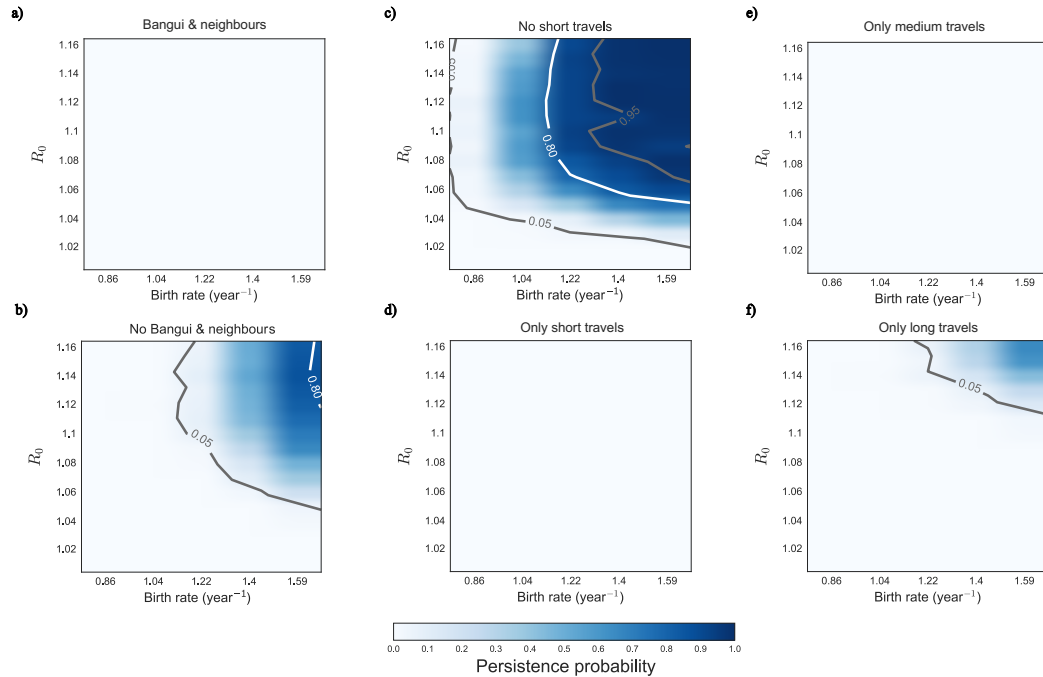 a)
Bangui & neighbours
1.16
1.14
1.12
1.1
1.08
1.06
1.04
1.02
R0
0.86 1.04 1.22 1.4 1.59
Birth rate (year−1)
b)
No Bangui & neighbours
1.16
1.14
1.12
1.1
1.08
1.06
1.04
1.02
R0
0.05
0.80
0.86 1.04 1.22 1.4 1.59
Birth rate (year−1)
c)
No short travels
1.16
1.14
1.12
1.1
1.08
1.06
1.04
1.02
R0
0.05
0.80
0.95
0.05
0.86 1.04 1.22 1.4 1.59
Birth rate (year−1)
d)
Only short travels
1.16
1.14
1.12
1.1
1.08
1.06
1.04
1.02
R0
0.86 1.04 1.22 1.4 1.59
Birth rate (year−1)
e)
Only medium travels
1.16
1.14
1.12
1.1
1.08
1.06
1.04
1.02
R0
0.86 1.04 1.22 1.4 1.59
Birth rate (year−1)
f)
Only long travels
1.16
1.14
1.12
1.1
1.08
1.06
1.04
1.02
R0
0.05
0.86 1.04 1.22 1.4 1.59
Birth rate (year−1)
0.0 0.1 0.2 0.3 0.4 0.5 0.6 0.7 0.8 0.9 1.0
Persistence probability